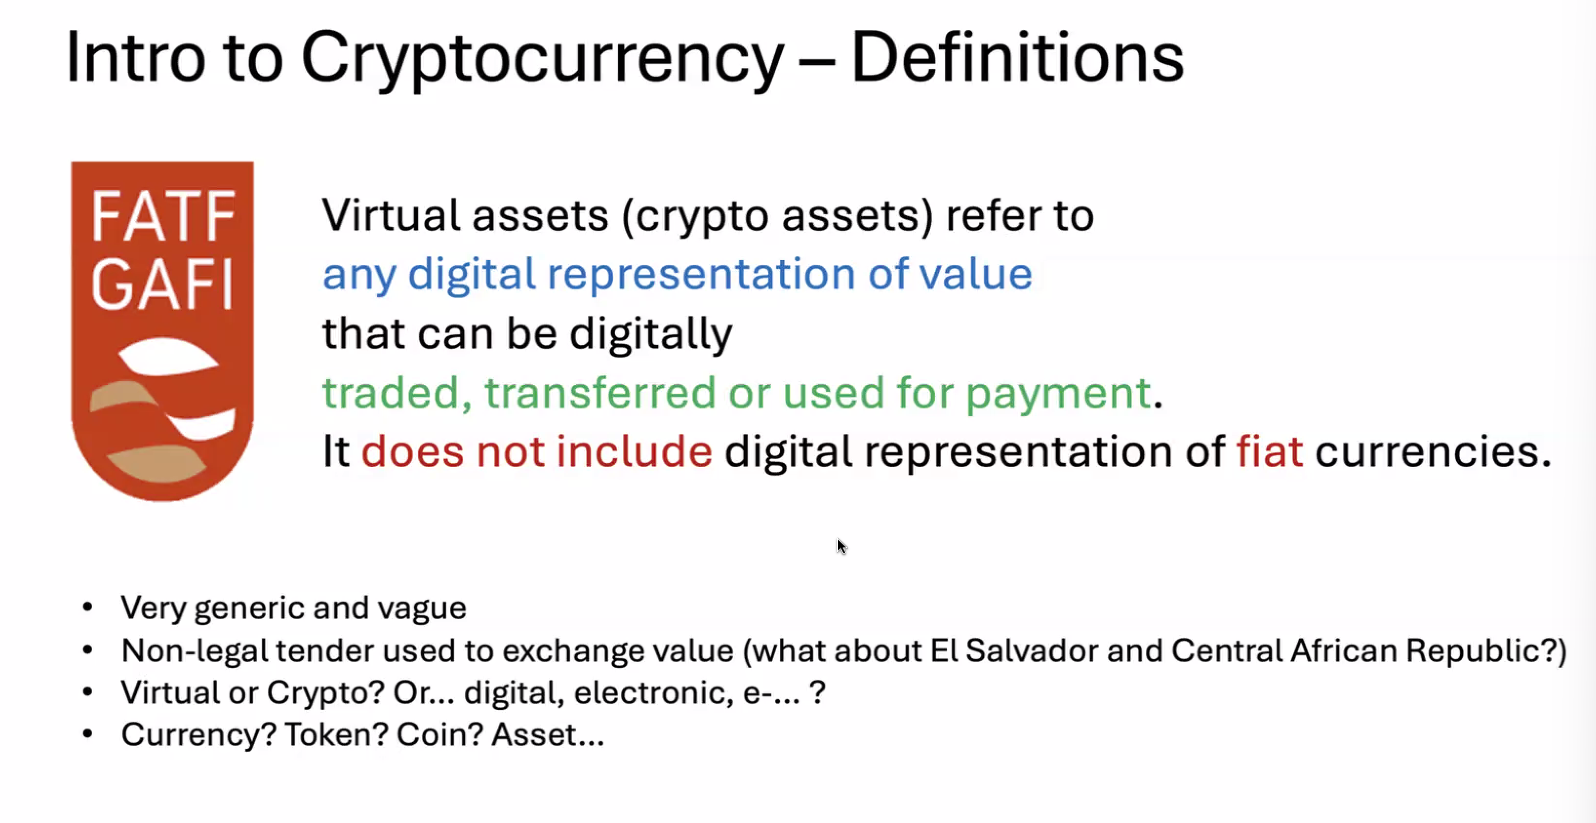 Intro to Cryptocurrency – Definitions
FATF
GAFI
Virtual assets (crypto assets) refer to
any digital representation of value
that can be digitally
traded, transferred or used for payment.
It does not include digital representation of fiat currencies.
• Very generic and vague
• Non-legal tender used to exchange value (what about El Salvador and Central African Republic?)
• Virtual or Crypto? Or... digital, electronic, e-... ?
• Currency? Token? Coin? Asset...